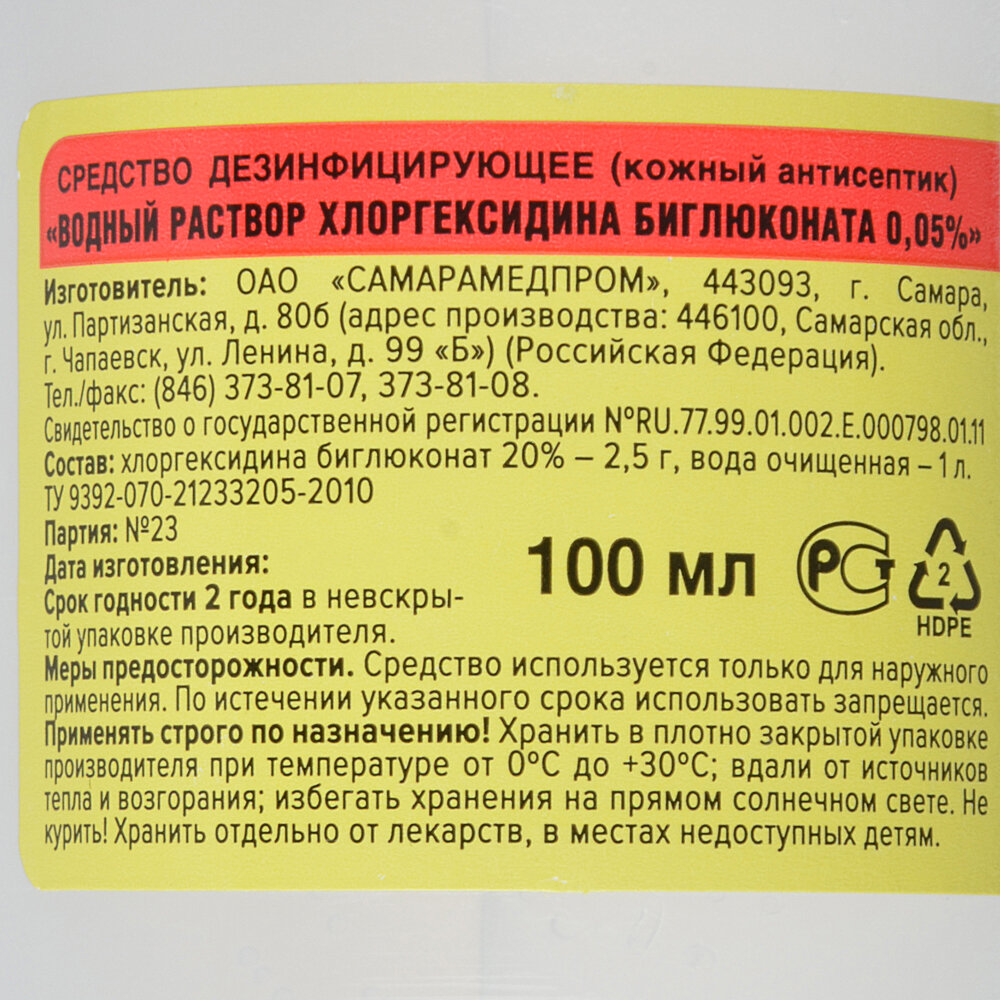 СРЕДСТВО ДЕЗИНФИЦИРУЮЩЕЕ (кожный антисептик)
«ВОДНЫЙ РАСТВОР ХЛОРГЕКСИДИНА БИГЛЮКОНАТА 0,05%»
Изготовитель: ОАО «САМАРАМЕДПРОМ», 443093, г. Самара,
ул. Партизанская, д. 80б (адрес производства: 446100, Самарская обл.,
г. Чапаевск, ул. Ленина, д. 99 «Б») (Российская Федерация).
Тел./факс: (846) 373-81-07, 373-81-08.
Свидетельство о государственной регистрации №RU.77.99.01.002.Е.000798.01.11
Состав: хлоргексидина биглюконат 20% – 2,5 г, вода очищенная – 1 л.
ТУ 9392-070-21233205-2010
Партия: №23
Дата изготовления:
Срок годности 2 года в невскры-
той упаковке производителя.
100 мл
РСТ
2
HDPE
Меры предосторожности. Средство используется только для наружного
применения. По истечении указанного срока использовать запрещается.
Применять строго по назначению! Хранить в плотно закрытой упаковке
производителя при температуре от 0°С до +30°С; вдали от источников
тепла и возгорания; избегать хранения на прямом солнечном свете. Не
курить! Хранить отдельно от лекарств, в местах недоступных детям.